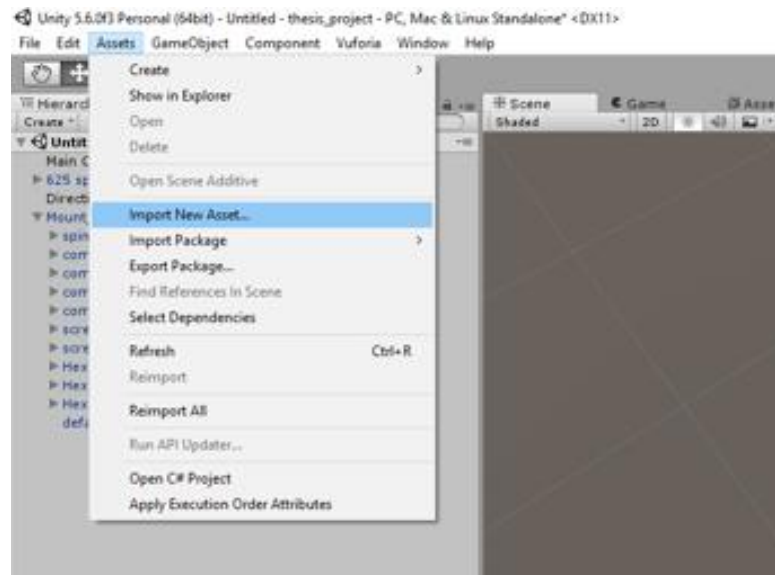 Unity 5.6.0f3 Personal (64bit) - Untitled - thesis_project - PC, Mac & Linux Standalone* <DX11>
File Edit Assets GameObject Component Vuforia Window Help
Create
Show in Explorer
Open
Delete
Open Scene Additive
Import New Asset...
Import Package
Export Package...
Find References In Scene
Select Dependencies
Refresh Ctrl+R
Reimport
Reimport All
Run API Updater...
Open C# Project
Apply Execution Order Attributes
Hierarc
Create
Untit
Main C
625 sp
Directi
Mount_
spin
com
com
com
com
scre
scre
Hex
Hex
Hex
defa
Scene Game Asse
Shaded 2D